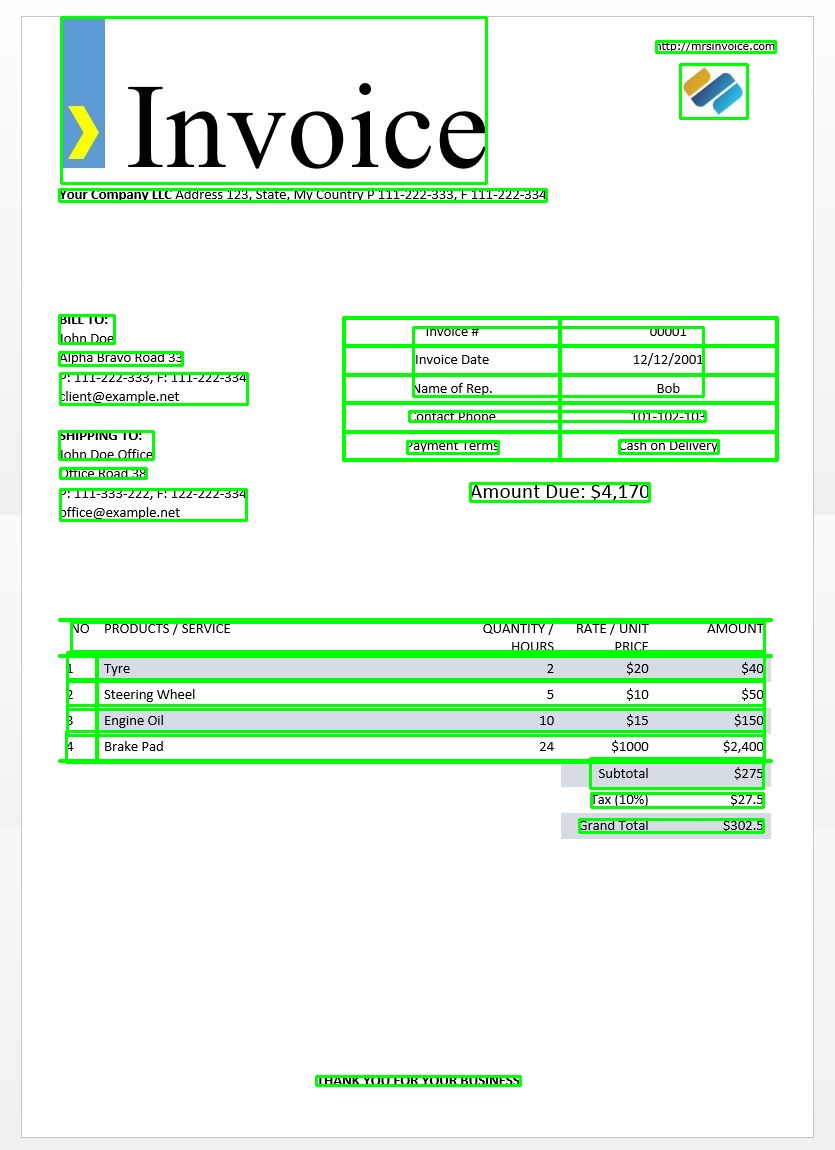 http://mrsinvoice.com
Invoice
Your Company LLC Address 123, State, My Country P 111-222-333, F 111-222-334
BILL TO:
John Doe
Alpha Bravo Road 33
P: 111-222-333, F: 111-222-334
client@example.net
SHIPPING TO:
John Doe Office
Office Road 38
P: 111-333-222, F: 122-222-334
office@example.net
Invoice # 00001
Invoice Date 12/12/2001
Name of Rep. Bob
Contact Phone 101-102-103
Payment Terms Cash on Delivery
Amount Due: $4,170
NO PRODUCTS / SERVICE QUANTITY / RATE / UNIT AMOUNT
HOURS PRICE
1 Tyre 2 $20 $40
2 Steering Wheel 5 $10 $50
3 Engine Oil 10 $15 $150
4 Brake Pad 24 $1000 $2,400
Subtotal $275
Tax (10%) $27.5
Grand Total $302.5
THANK YOU FOR YOUR BUSINESS